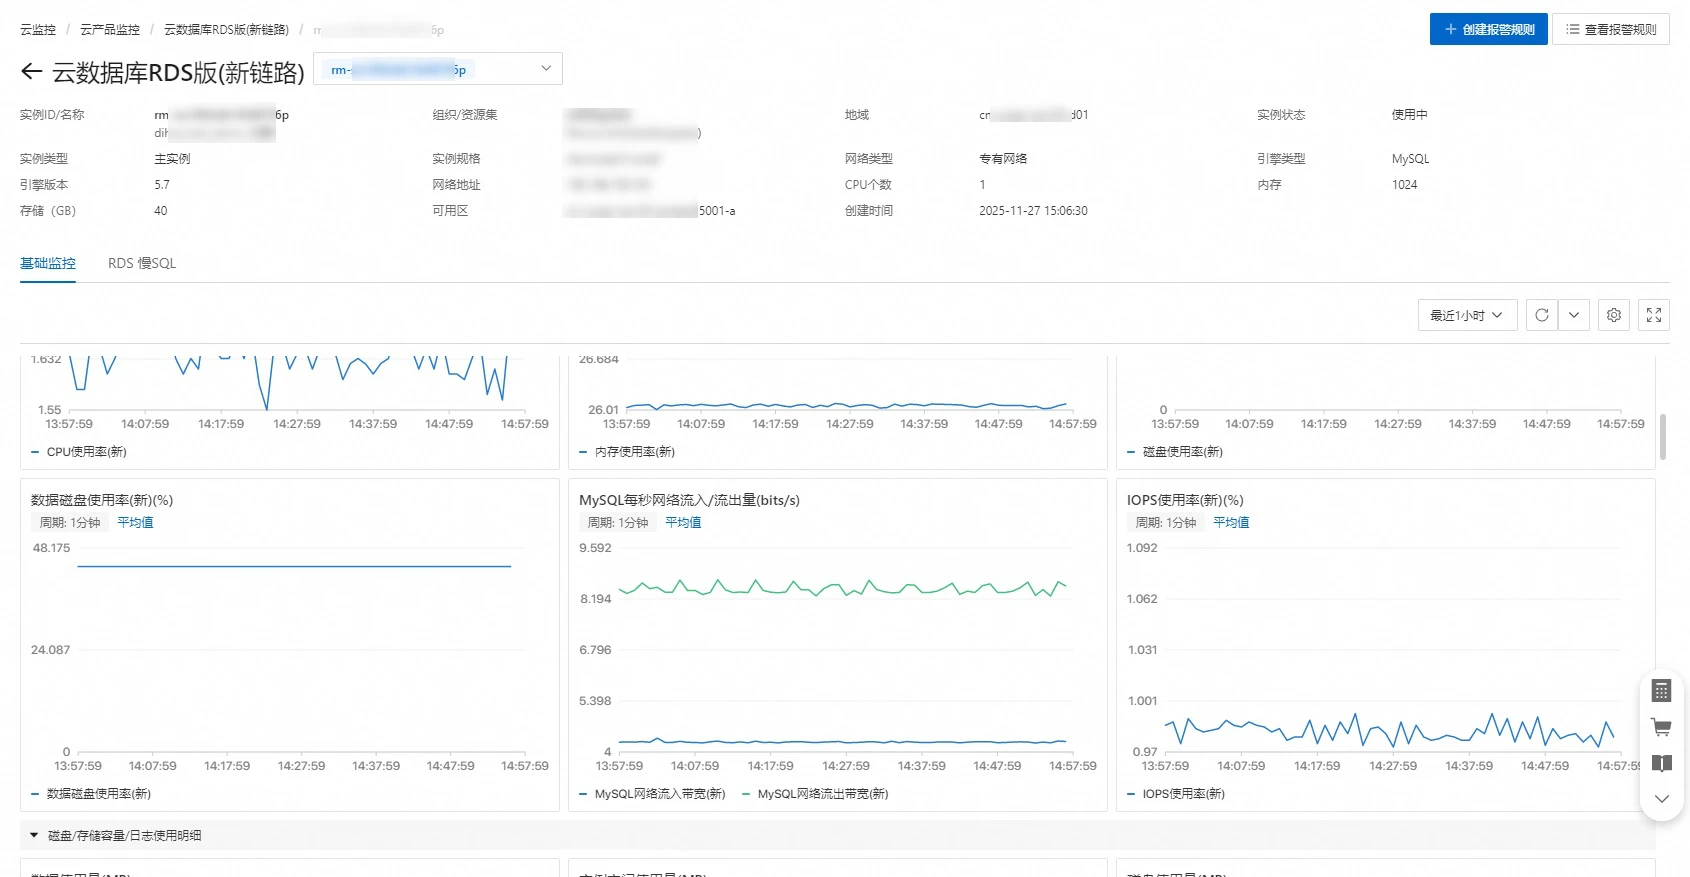 云监控 / 云产品监控 / 云数据库RDS版(新链路) / 6p
+ 创建报警规则 查看报警规则
云数据库RDS版(新链路) rm- 6p
实例ID/名称 rm 6p 组织/资源集 地域 cn d01 实例状态 使用中
dih )
实例类型 主实例 实例规格 网络类型 专有网络 引擎类型 MySQL
引擎版本 5.7 网络地址 CPU个数 1 内存 1024
存储（GB） 40 可用区 5001-a 创建时间 2025-11-27 15:06:30
基础监控 RDS 慢SQL
最近1小时
1.632 26.684
1.55 26.01 0
13:57:59 14:07:59 14:17:59 14:27:59 14:37:59 14:47:59 14:57:59 13:57:59 14:07:59 14:17:59 14:27:59 14:37:59 14:47:59 14:57:59 13:57:59 14:07:59 14:17:59 14:27:59 14:37:59 14:47:59 14:57:59
CPU使用率(新) 内存使用率(新) 磁盘使用率(新)
数据磁盘使用率(新)(%)
周期: 1分钟 平均值
48.175
24.087
0
13:57:59 14:07:59 14:17:59 14:27:59 14:37:59 14:47:59 14:57:59
数据磁盘使用率(新)
MySQL每秒网络流入/流出量(bits/s)
周期: 1分钟 平均值
9.592
8.194
6.796
5.398
4
13:57:59 14:07:59 14:17:59 14:27:59 14:37:59 14:47:59 14:57:59
MySQL网络流入带宽(新) MySQL网络流出带宽(新)
IOPS使用率(新)(%)
周期: 1分钟 平均值
1.092
1.062
1.031
1.001
0.97
13:57:59 14:07:59 14:17:59 14:27:59 14:37:59 14:47:59 14:57:5
IOPS使用率(新)
磁盘/存储容量/日志使用明细